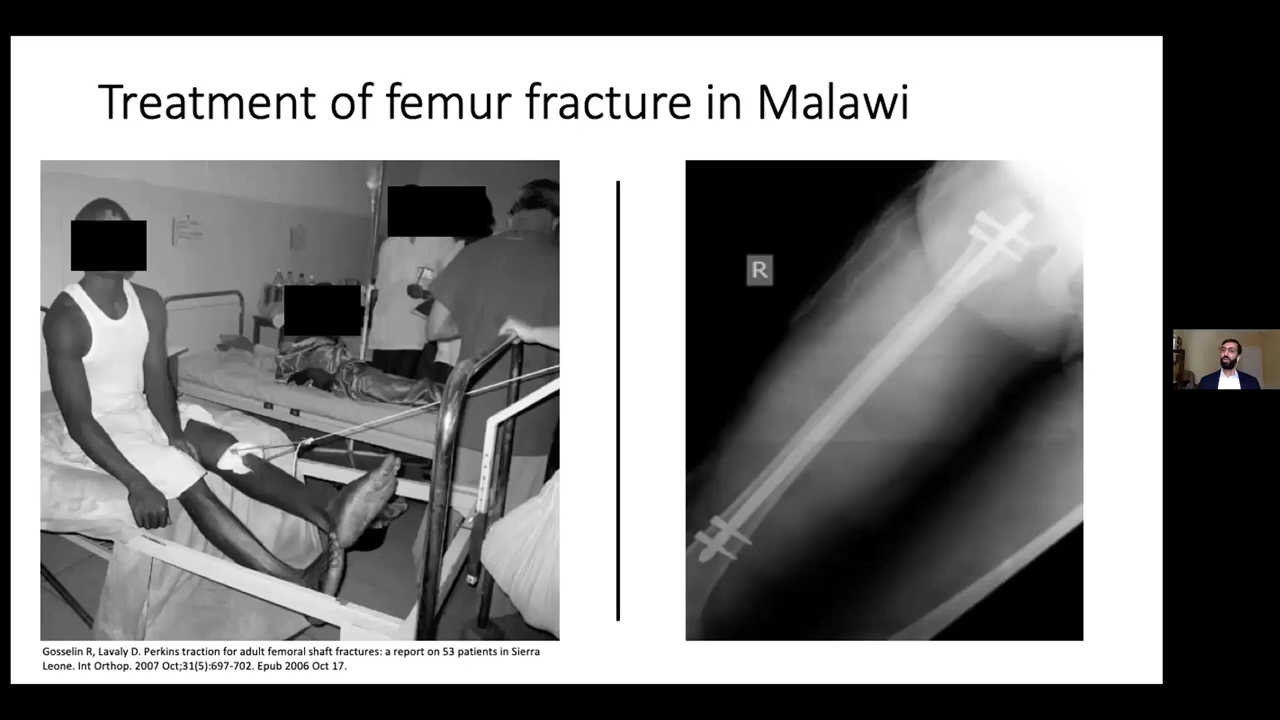 Treatment of femur fracture in Malawi
R
Gosselin R, Lavaly D. Perkins traction for adult femoral shaft fractures: a report on 53 patients in Sierra
Leone. Int Orthop. 2007 Oct;31(5):697-702. Epub 2006 Oct 17.